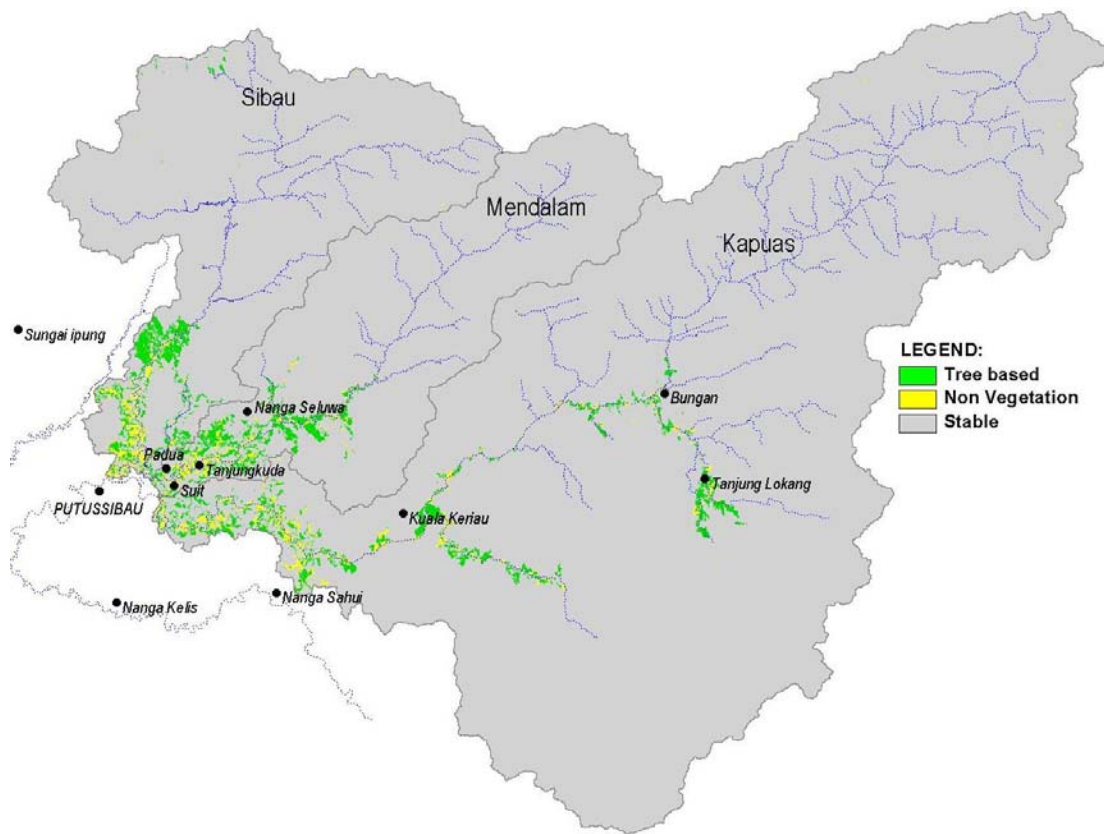 Sibau
Mendalam
Kapuas
Sungai ipung
LEGEND:
Tree based
Non Vegetation
Stable
Bungan
Nanga Seluwa
Padua
Tanjungkuda
Tanjung Lokang
Suit
PUTUSSIBAU
Kuala Keriau
Nanga Kelis
Nanga Sahui